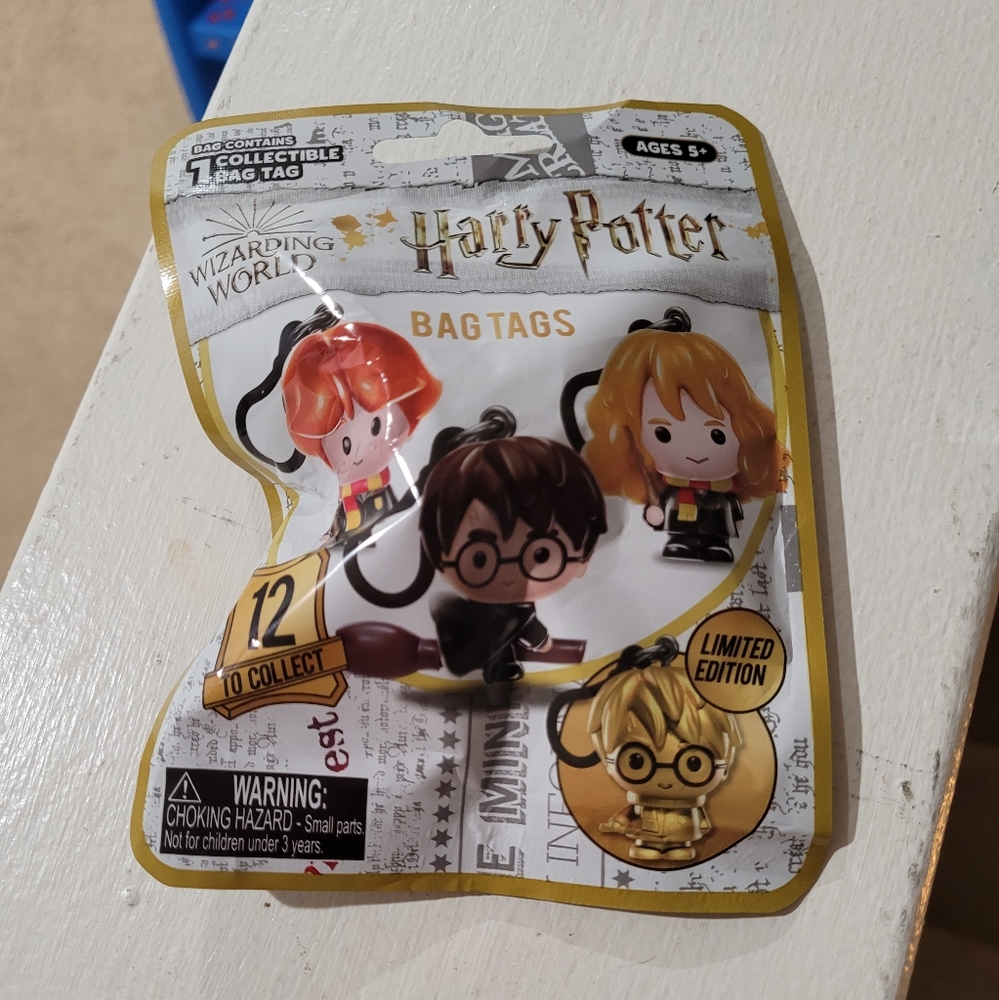 BAG CONTAINS
1 COLLECTIBLE
BAG TAG
AGES 5+
WIZARDING
WORLD
Harry Potter
BAG TAGS
12
TO COLLECT
LIMITED
EDITION
WARNING:
CHOKING HAZARD - Small parts.
Not for children under 3 years.
est